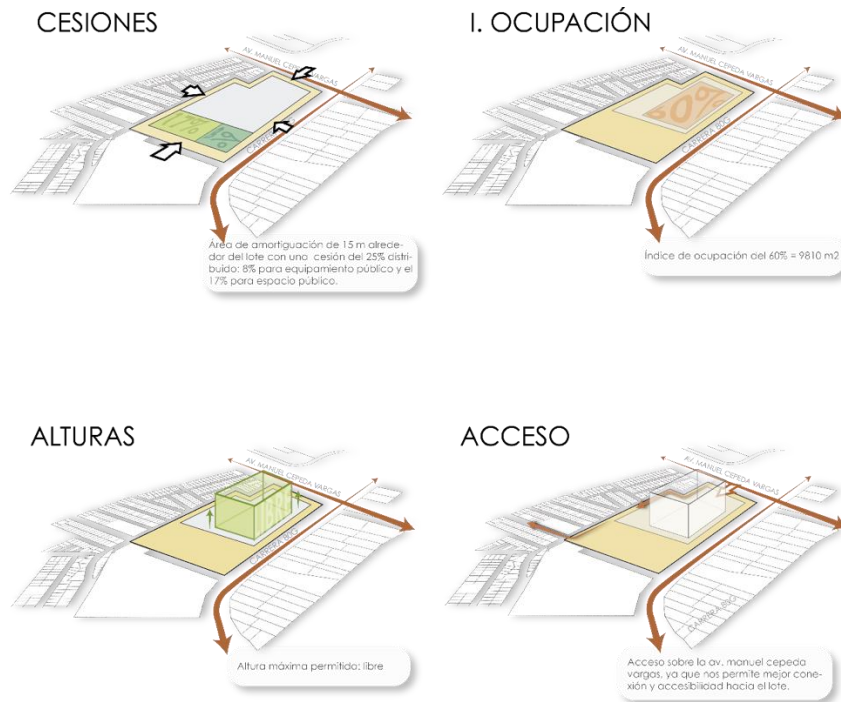 CESIONES
AV. MANUEL CEPEDA VARGAS
17%
8%
CARRERA 80G
Área de amortiguación de 15 m alrede-
dor del lote con una cesión del 25% distri-
buido: 8% para equipamiento público y el
17% para espacio público.
I. OCUPACIÓN
AV. MANUEL CEPEDA VARGAS
60%
CARRERA 80G
Índice de ocupación del 60% = 9810 m2
ALTURAS
AV. MANUEL CEPEDA VARGAS
CARRERA 80G
Altura máxima permitido: libre
ACCESO
AV. MANUEL CEPEDA VARGAS
CARRERA 80G
Acceso sobre la av. manuel cepeda
vargas, ya que nos permite mejor cone-
xión y accesibilidad hacia el lote.